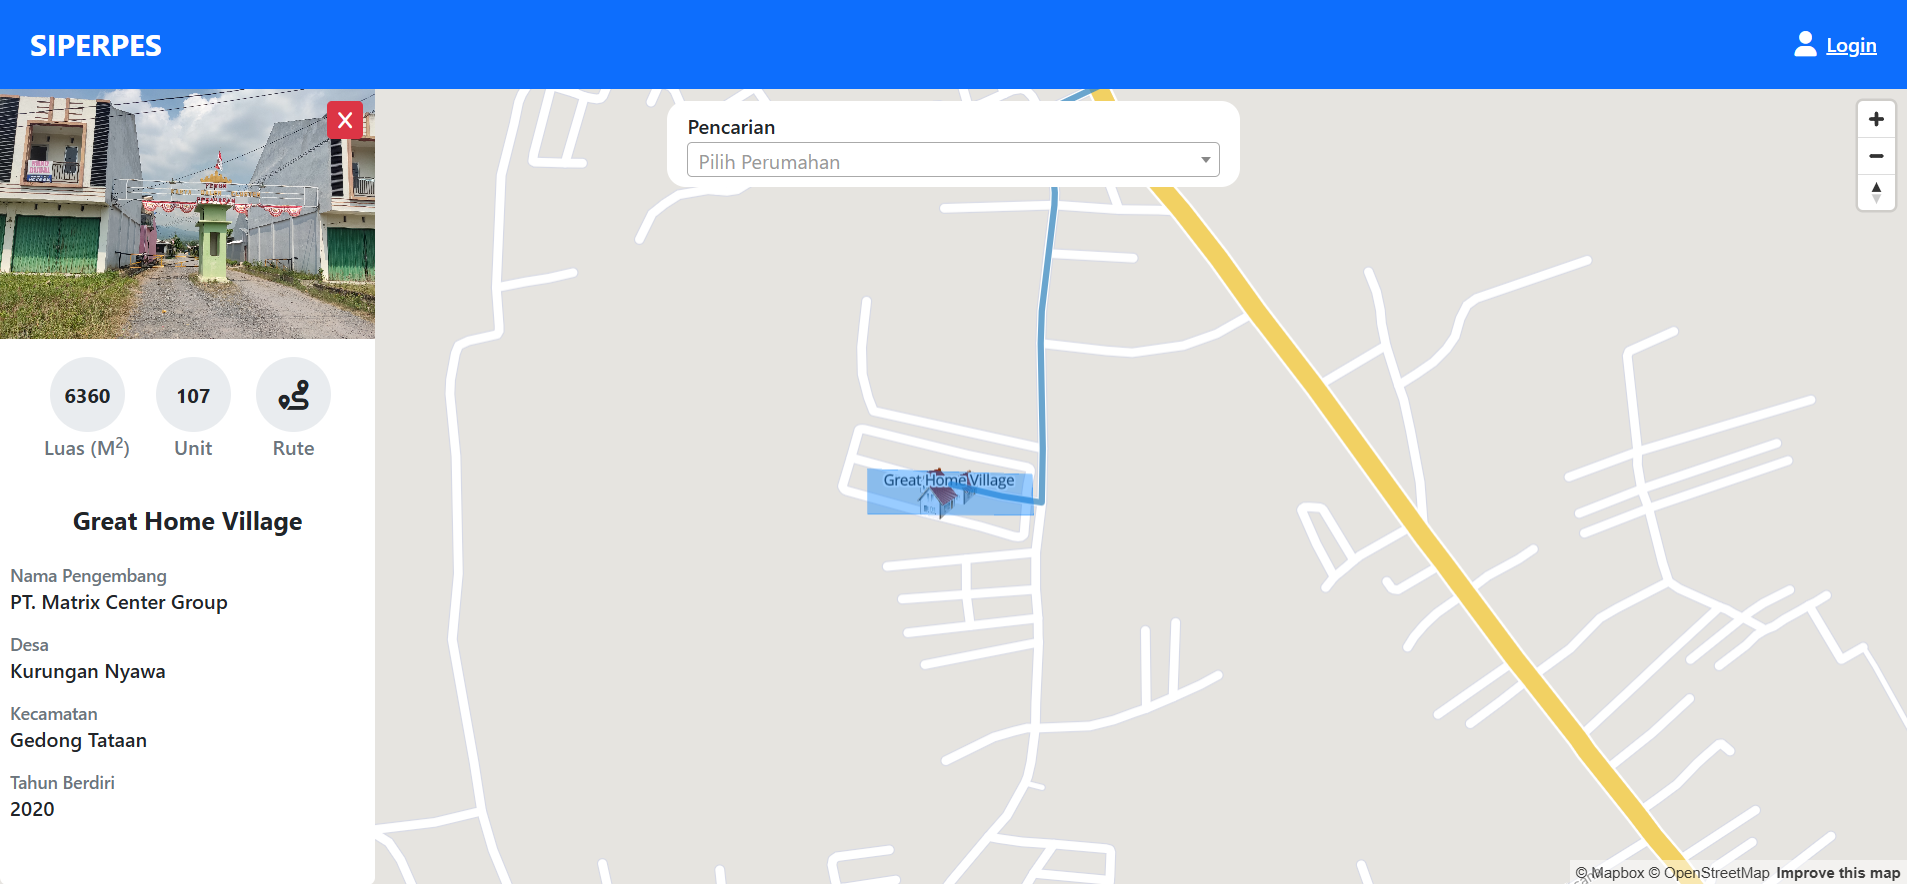 SIPERPES
Login
Pencarian
Pilih Perumahan
6360
107
Luas (M²)
Unit
Rute
Great Home Village
Nama Pengembang
PT. Matrix Center Group
Desa
Kurungan Nyawa
Kecamatan
Gedong Tataan
Tahun Berdiri
2020
Great Home Village
© Mapbox © OpenStreetMap Improve this map